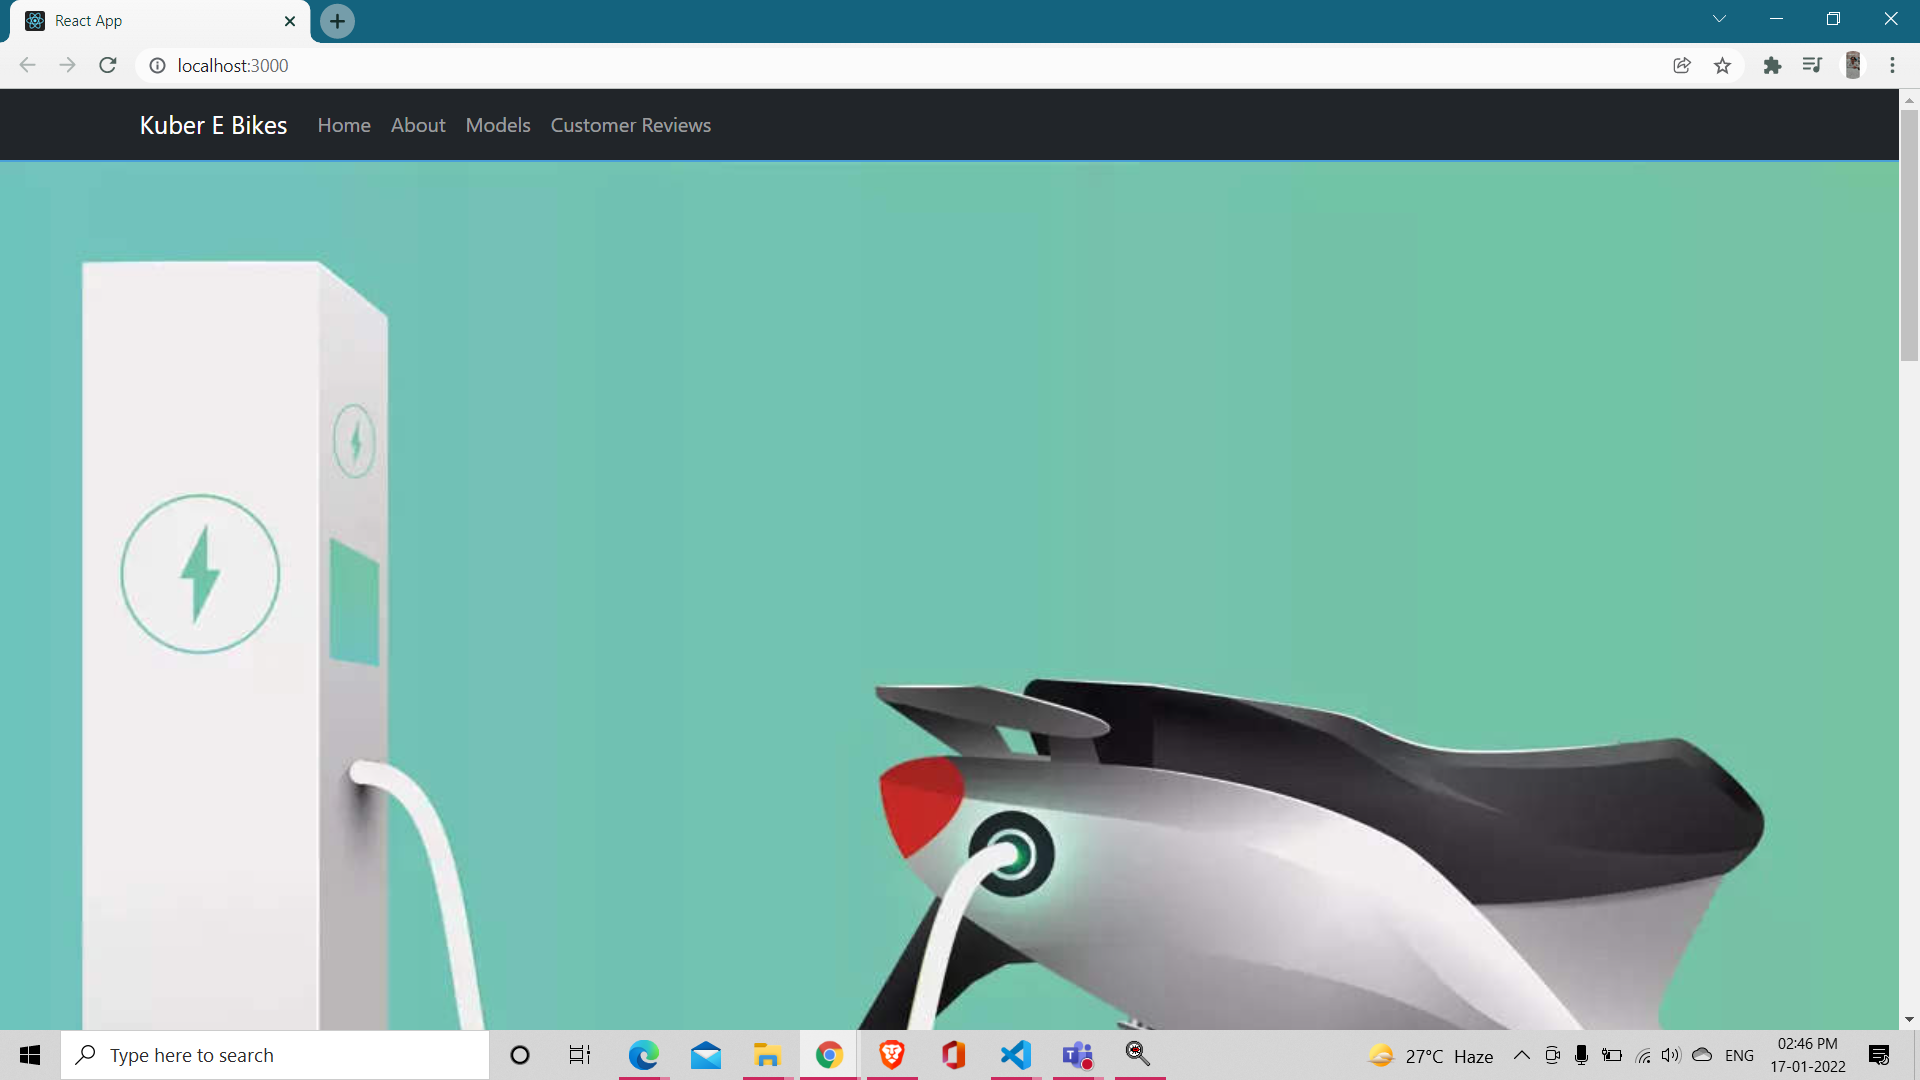 React App
localhost:3000
Kuber E Bikes Home About Models Customer Reviews
Type here to search
27°C Haze
ENG
02:46 PM
17-01-2022